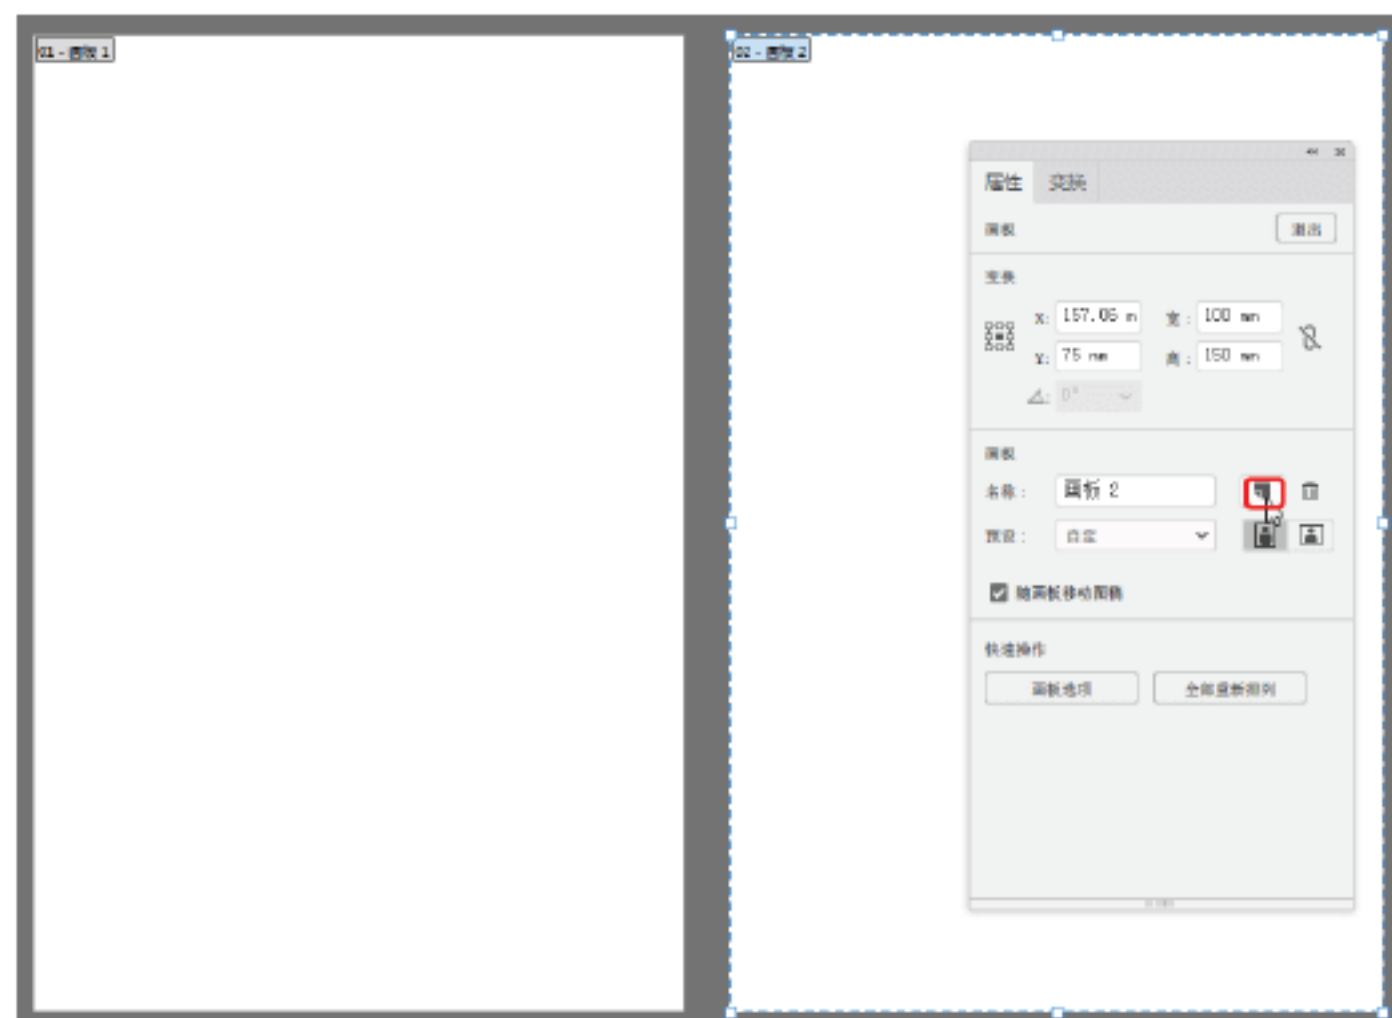 01 - 画板 1
02 - 画板 2
属性 变换
画板 退出
变换
X: 157.05 m 宽: 100 mm
Y: 75 mm 高: 150 mm
0°
画板
名称: 画板 2
预设: 自定
随画板移动图稿
快速操作
画板选项 全部重新排列